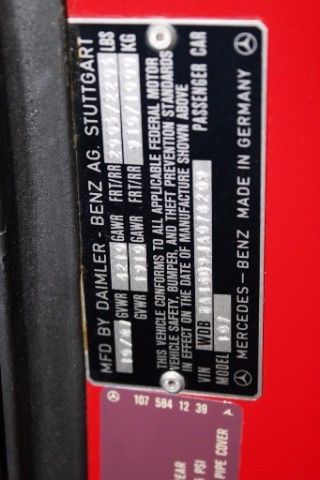 MFD BY DAIMLER - BENZ AG. STUTTGART
GVWR GAWR FRT/RR LBS
GVWR GAWR FRT/RR KG
THIS VEHICLE CONFORMS TO ALL APPLICABLE FEDERAL MOTOR
VEHICLE SAFETY, BUMPER, AND THEFT PREVENTION STANDARDS
IN EFFECT ON THE DATE OF MANUFACTURE SHOWN ABOVE
VIN WDB PASSENGER CAR
MODEL 107
MERCEDES-BENZ MADE IN GERMANY
107 584 12 39
EAR
PSI
PIPE COVER